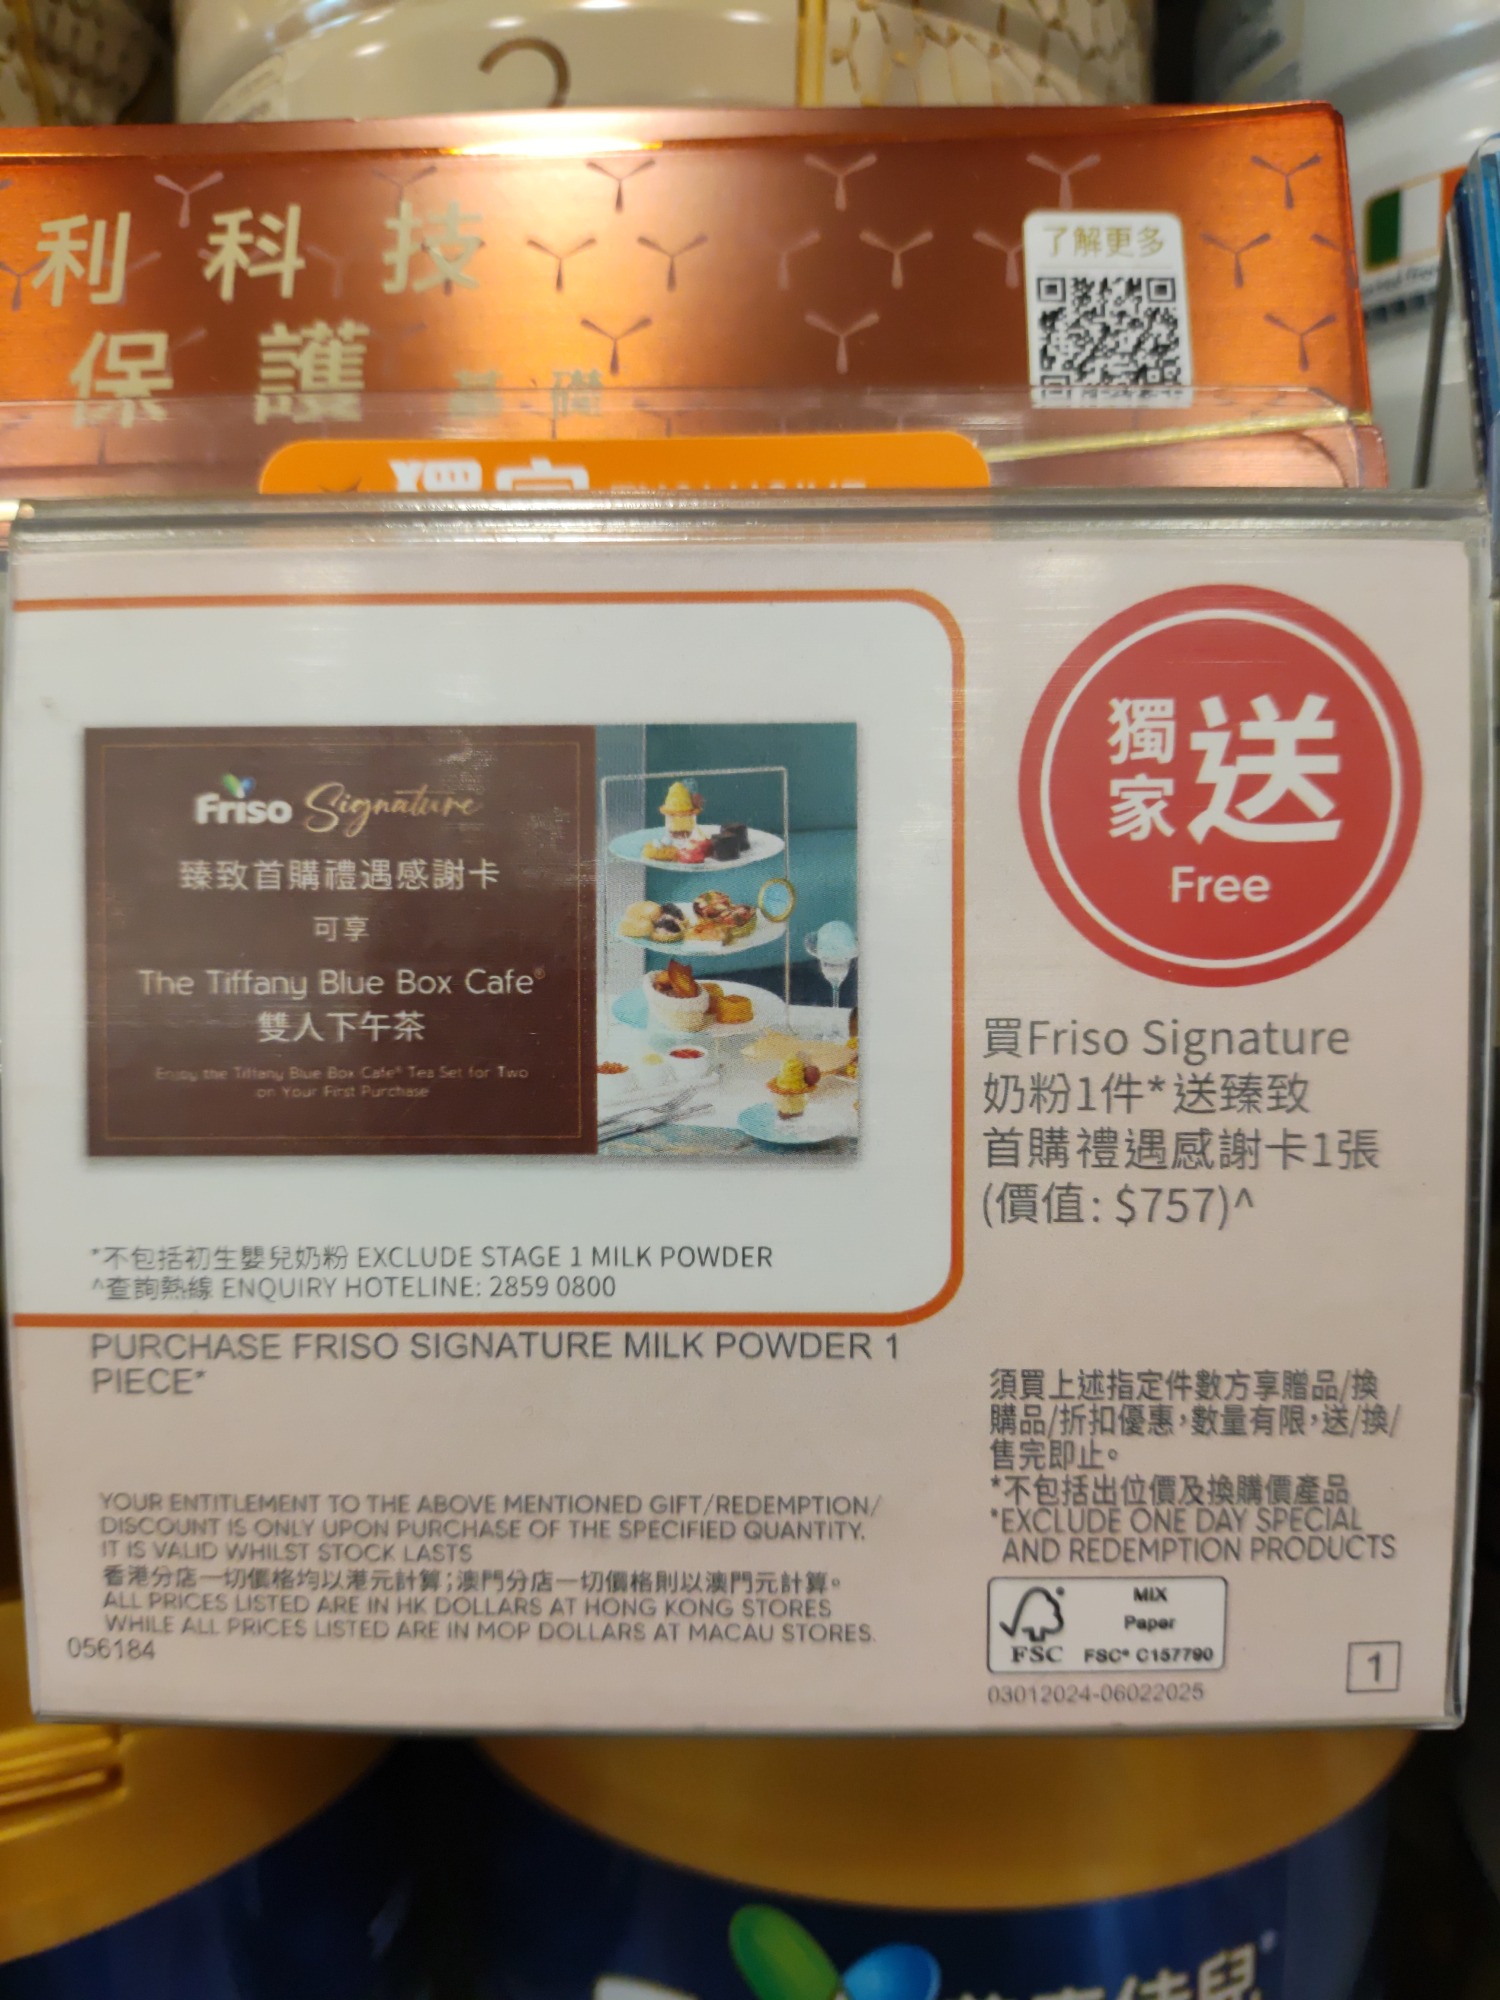 2
利科技
保護基礎
了解更多
獨家
Friso Signature
臻致首購禮遇感謝卡
可享
The Tiffany Blue Box Cafe®
雙人下午茶
Enjoy the Tiffany Blue Box Cafe® Tea Set for Two
on Your First Purchase
獨家送
Free
買Friso Signature
奶粉1件*送臻致
首購禮遇感謝卡1張
(價值: $757)^
*不包括初生嬰兒奶粉 EXCLUDE STAGE 1 MILK POWDER
^查詢熱線 ENQUIRY HOTELINE: 2859 0800
PURCHASE FRISO SIGNATURE MILK POWDER 1
PIECE*
須買上述指定件數方享贈品/換
購品/折扣優惠,數量有限,送/換/
售完即止。
*不包括出位價及換購價產品
*EXCLUDE ONE DAY SPECIAL
AND REDEMPTION PRODUCTS
YOUR ENTITLEMENT TO THE ABOVE MENTIONED GIFT/REDEMPTION/
DISCOUNT IS ONLY UPON PURCHASE OF THE SPECIFIED QUANTITY.
IT IS VALID WHILST STOCK LASTS
香港分店一切價格均以港元計算;澳門分店一切價格則以澳門元計算。
ALL PRICES LISTED ARE IN HK DOLLARS AT HONG KONG STORES
WHILE ALL PRICES LISTED ARE IN MOP DOLLARS AT MACAU STORES.
056184
FSC
MIX
Paper
FSC® C157790
03012024-06022025
1
佳兒